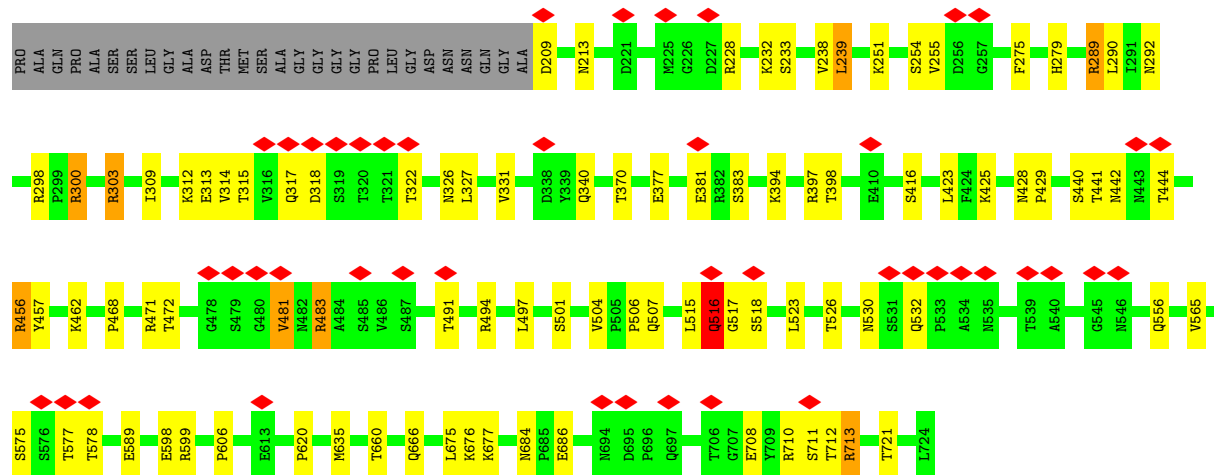 PRO ALA GLN PRO ALA SER SER LEU GLY ALA ASP THR MET SER ALA GLY GLY GLY GLY PRO LEU GLY ASP ASN ASN GLN GLY ALA D209 N213 D221 M225 G226 D227 R228 K232 S233 V238 L239 K251 S254 V255 D256 G257 F275 H279 R289 L290 I291 N292
R298 P299 R300 R303 I309 K312 E313 V314 T315 V316 Q317 D318 S319 T320 T321 T322 N326 L327 V331 D338 Y339 Q340 T370 E377 E381 R382 S383 K394 R397 T398 E410 S416 L423 F424 K425 N428 P429 S440 T441 N442 N443 T444
R456 Y457 K462 P468 R471 T472 G478 S479 G480 V481 N482 R483 A484 S485 V486 S487 T491 R494 L497 S501 V504 P505 P506 Q507 L515 Q516 G517 S518 L523 T526 N530 S531 Q532 P533 A534 N535 T539 A540 G545 N546 Q556 V565
S575 S576 T577 T578 E589 E598 R599 P606 E613 P620 M635 T660 Q666 L675 K676 K677 N684 P685 E686 N694 D695 P696 Q697 T706 G707 E708 Y709 R710 S711 T712 R713 T721 L724